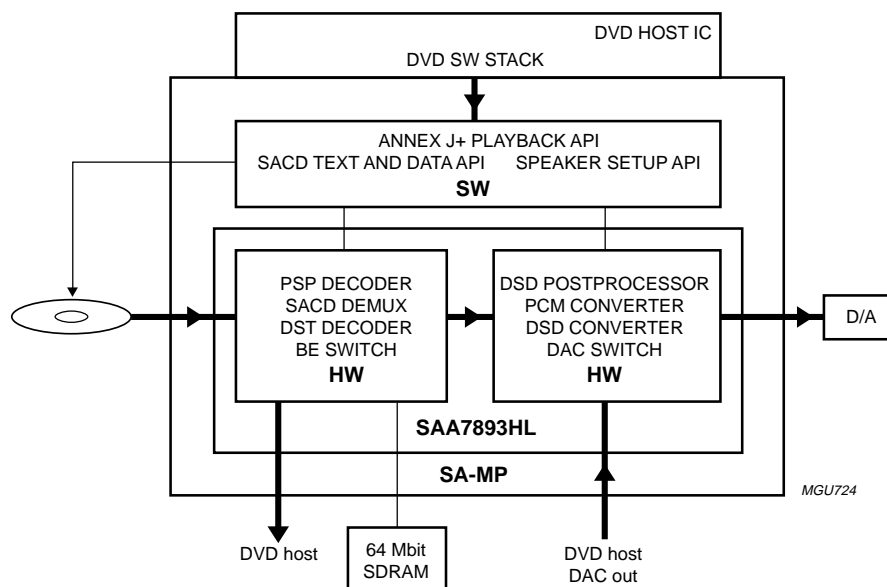 DVD HOST IC
DVD SW STACK
ANNEX J+ PLAYBACK API
SACD TEXT AND DATA API SPEAKER SETUP API
SW
PSP DECODER
SACD DEMUX
DST DECODER
BE SWITCH
HW
DSD POSTPROCESSOR
PCM CONVERTER
DSD CONVERTER
DAC SWITCH
HW
D/A
SAA7893HL
SA-MP
MGU724
DVD host
64 Mbit
SDRAM
DVD host
DAC out